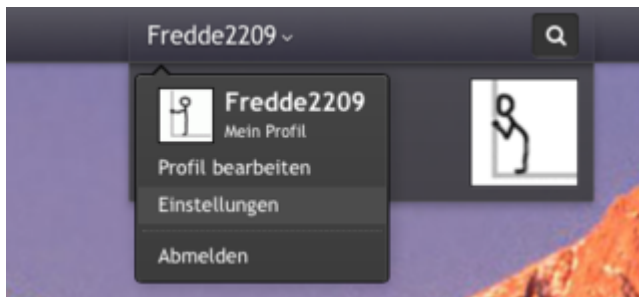 Fredde2209
Fredde2209
Mein Profil
Profil bearbeiten
Einstellungen
Abmelden